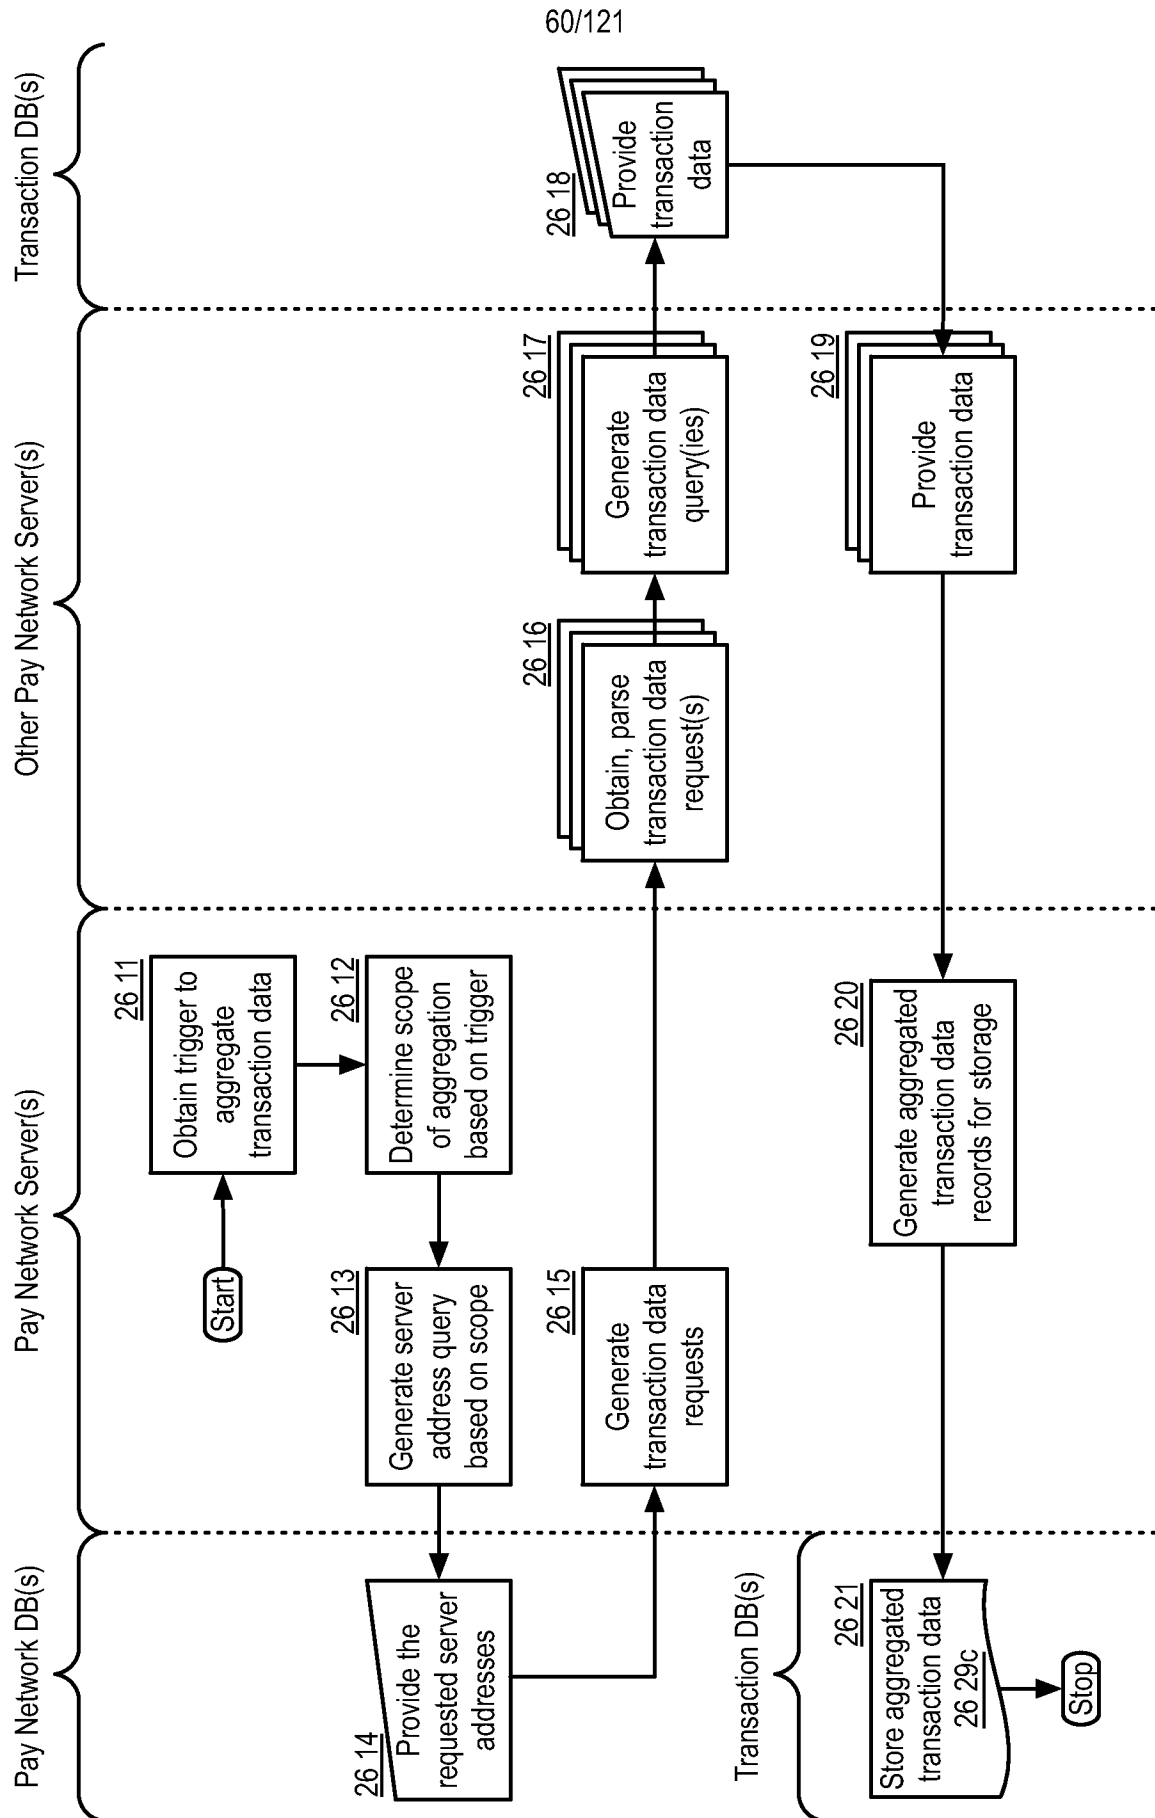 60/121
Pay Network DB(s)
Pay Network Server(s)
Other Pay Network Server(s)
Transaction DB(s)
Start
26 11
Obtain trigger to
aggregate
transaction data
26 12
Determine scope
of aggregation
based on trigger
26 13
Generate server
address query
based on scope
26 14
Provide the
requested server
addresses
26 15
Generate
transaction data
requests
26 16
Obtain, parse
transaction data
request(s)
26 17
Generate
transaction data
query(ies)
26 18
Provide
transaction
data
26 19
Provide
transaction data
26 20
Generate aggregated
transaction data
records for storage
Transaction DB(s)
26 21
Store aggregated
transaction data
26 29c
Stop